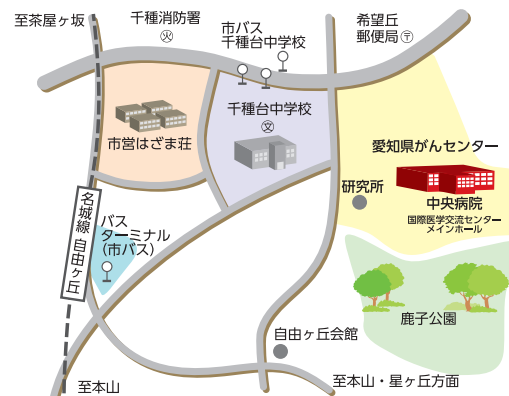 至茶屋ヶ坂
千種消防署
市バス
千種台中学校
希望丘
郵便局〒
千種台中学校
文
市営はざま荘
愛知県がんセンター
中央病院
国際医学交流センター
メインホール
研究所
名城線 自由ヶ丘
バス
ターミナル
（市バス）
鹿子公園
自由ヶ丘会館
至本山
至本山・星ヶ丘方面
火